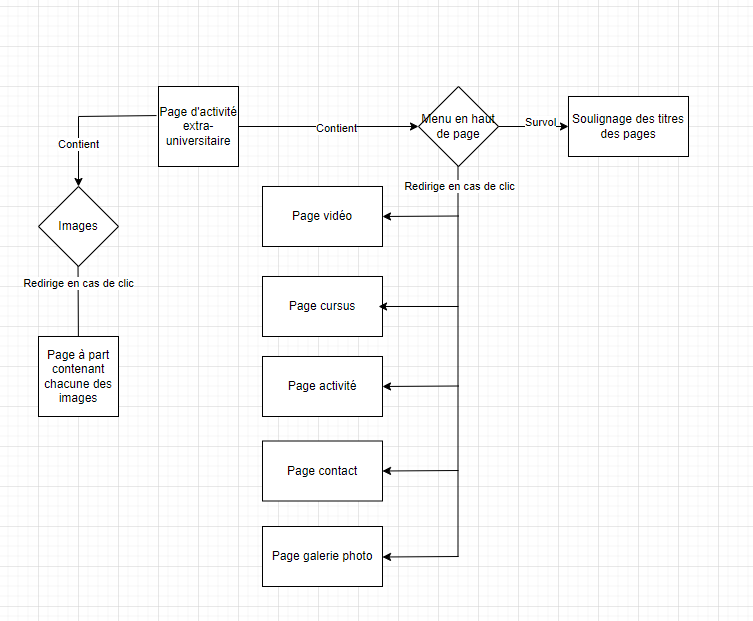 Page d'activité
extra-
universitaire
Contient
Menu en haut
de page
Survol
Soulignage des titres
des pages
Contient
Redirige en cas de clic
Images
Page vidéo
Redirige en cas de clic
Page cursus
Page à part
contenant
chacune des
images
Page activité
Page contact
Page galerie photo